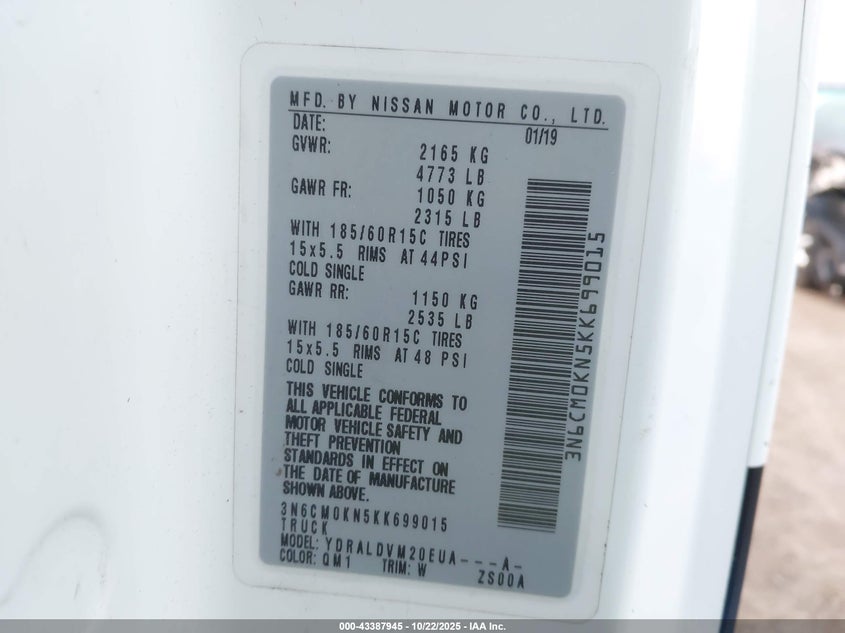 MFD. BY NISSAN MOTOR CO., LTD.
DATE: 01/19
GVWR: 2165 KG
4773 LB
GAWR FR: 1050 KG
2315 LB
WITH 185/60R15C TIRES
15x5.5 RIMS AT 44PSI
COLD SINGLE
GAWR RR: 1150 KG
2535 LB
WITH 185/60R15C TIRES
15x5.5 RIMS AT 48 PSI
COLD SINGLE
THIS VEHICLE CONFORMS TO
ALL APPLICABLE FEDERAL
MOTOR VEHICLE SAFETY AND
THEFT PREVENTION
STANDARDS IN EFFECT ON
THE DATE OF MANUFACTURE
SHOWN ABOVE.
3N6CM0KN5KK699015
TRUCK
MODEL: YDRALDVM20EUA---A-
COLOR: QM1 TRIM: W ZS00A
3N6CM0KN5KK699015
000-43387945 - 10/22/2025 - IAA Inc.